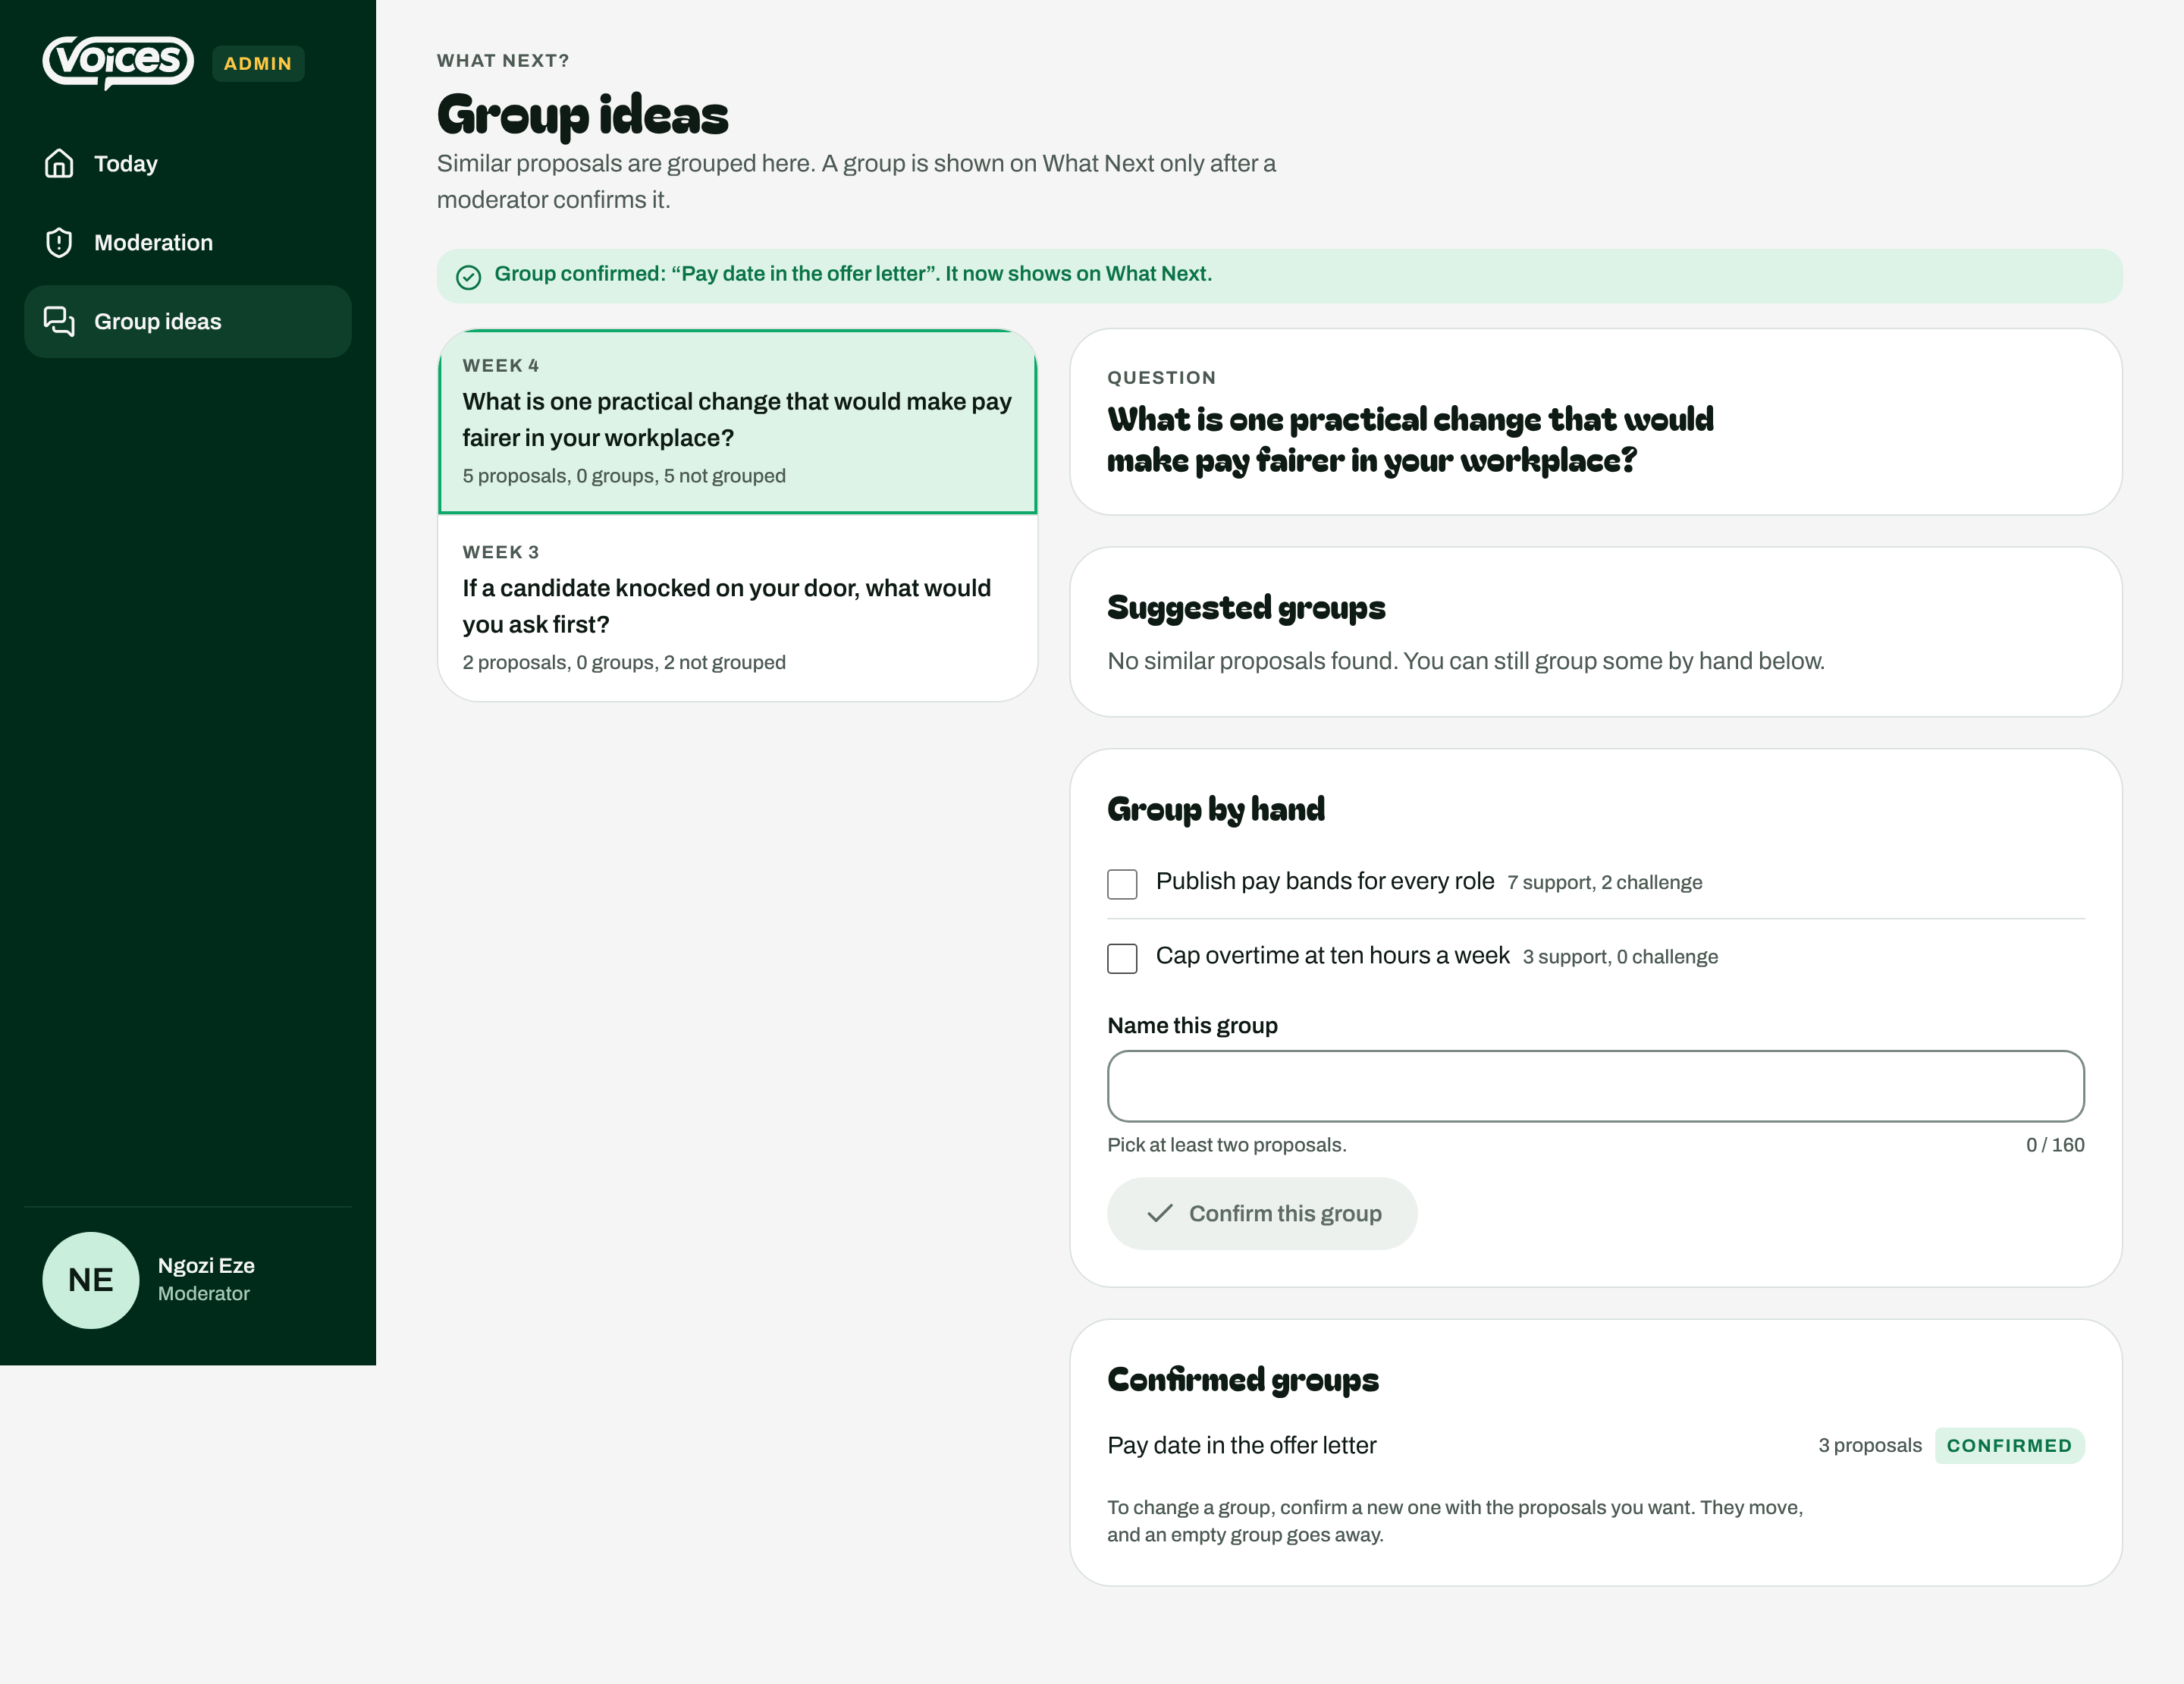 Voices
ADMIN
Today
Moderation
Group ideas
NE
Ngozi Eze
Moderator
WHAT NEXT?
Group ideas
Similar proposals are grouped here. A group is shown on What Next only after a
moderator confirms it.
Group confirmed: “Pay date in the offer letter”. It now shows on What Next.
WEEK 4
What is one practical change that would make pay
fairer in your workplace?
5 proposals, 0 groups, 5 not grouped
WEEK 3
If a candidate knocked on your door, what would
you ask first?
2 proposals, 0 groups, 2 not grouped
QUESTION
What is one practical change that would
make pay fairer in your workplace?
Suggested groups
No similar proposals found. You can still group some by hand below.
Group by hand
Publish pay bands for every role 7 support, 2 challenge
Cap overtime at ten hours a week 3 support, 0 challenge
Name this group
Pick at least two proposals. 0 / 160
Confirm this group
Confirmed groups
Pay date in the offer letter 3 proposals CONFIRMED
To change a group, confirm a new one with the proposals you want. They move,
and an empty group goes away.